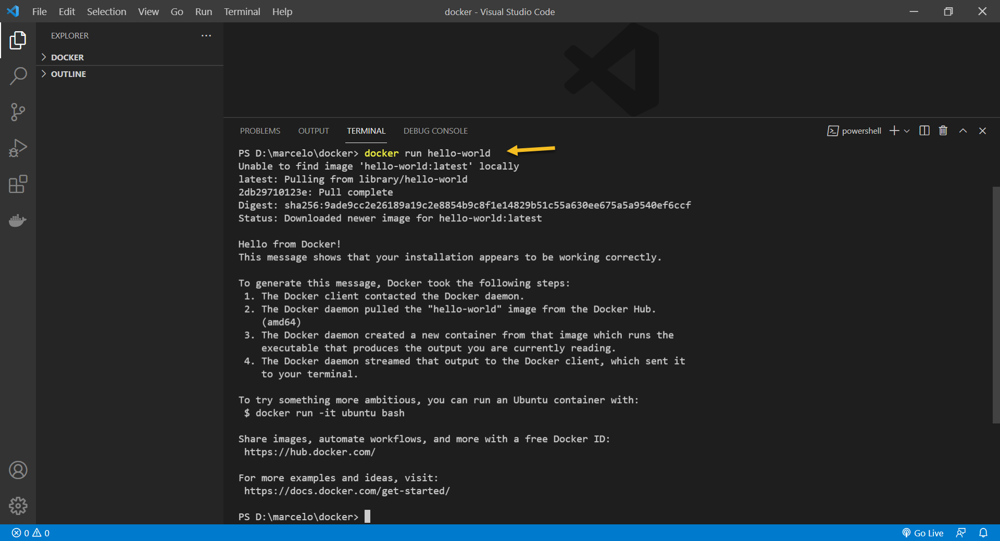 File Edit Selection View Go Run Terminal Help docker - Visual Studio Code
EXPLORER
DOCKER
OUTLINE
PROBLEMS OUTPUT TERMINAL DEBUG CONSOLE powershell
PS D:\marcelo\docker> docker run hello-world
Unable to find image 'hello-world:latest' locally
latest: Pulling from library/hello-world
2db29710123e: Pull complete
Digest: sha256:9ade9cc2e26189a19c2e8854b9c8f1e14829b51c55a630ee675a5a9540ef6ccf
Status: Downloaded newer image for hello-world:latest
Hello from Docker!
This message shows that your installation appears to be working correctly.
To generate this message, Docker took the following steps:
1. The Docker client contacted the Docker daemon.
2. The Docker daemon pulled the "hello-world" image from the Docker Hub.
(amd64)
3. The Docker daemon created a new container from that image which runs the
executable that produces the output you are currently reading.
4. The Docker daemon streamed that output to the Docker client, which sent it
to your terminal.
To try something more ambitious, you can run an Ubuntu container with:
$ docker run -it ubuntu bash
Share images, automate workflows, and more with a free Docker ID:
https://hub.docker.com/
For more examples and ideas, visit:
https://docs.docker.com/get-started/
PS D:\marcelo\docker>
0 0 Go Live